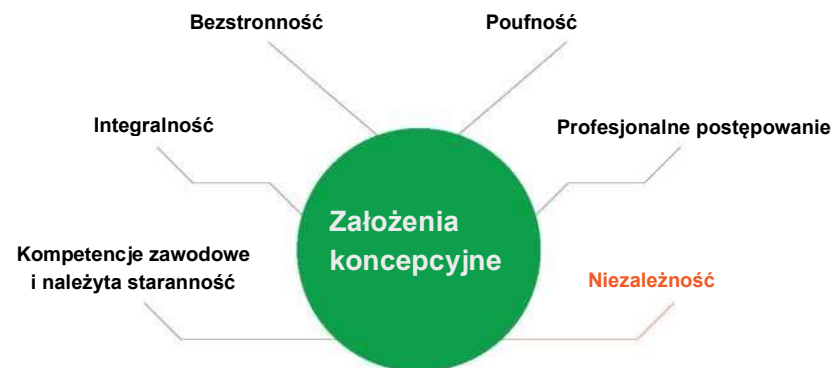 Bezstronność
Poufność
Integralność
Profesjonalne postępowanie
Założenia
koncepcyjne
Kompetencje zawodowe
i należyta staranność
Niezależność